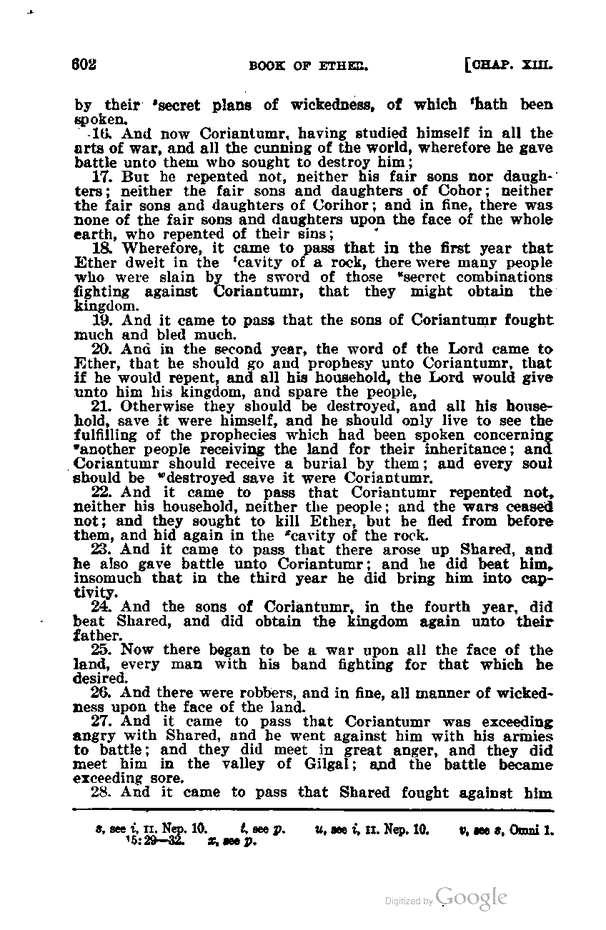 602 BOOK OF ETHER. [CHAP. XIII.
by their ˢsecret plans of wickedness, of which ᵗhath been
spoken.
16. And now Coriantumr, having studied himself in all the
arts of war, and all the cunning of the world, wherefore he gave
battle unto them who sought to destroy him;
17. But he repented not, neither his fair sons nor daugh-
ters; neither the fair sons and daughters of Cohor; neither
the fair sons and daughters of Corihor; and in fine, there was
none of the fair sons and daughters upon the face of the whole
earth, who repented of their sins;
18. Wherefore, it came to pass that in the first year that
Ether dwelt in the ᵗcavity of a rock, there were many people
who were slain by the sword of those ᵘsecret combinations
fighting against Coriantumr, that they might obtain the
kingdom.
19. And it came to pass that the sons of Coriantumr fought
much and bled much.
20. And in the second year, the word of the Lord came to
Ether, that he should go and prophesy unto Coriantumr, that
if he would repent, and all his household, the Lord would give
unto him his kingdom, and spare the people,
21. Otherwise they should be destroyed, and all his house-
hold, save it were himself, and he should only live to see the
fulfilling of the prophecies which had been spoken concerning
ᵛanother people receiving the land for their inheritance; and
Coriantumr should receive a burial by them; and every soul
should be ʷdestroyed save it were Coriantumr.
22. And it came to pass that Coriantumr repented not,
neither his household, neither the people; and the wars ceased
not; and they sought to kill Ether, but he fled from before
them, and hid again in the ˣcavity of the rock.
23. And it came to pass that there arose up Shared, and
he also gave battle unto Coriantumr; and he did beat him,
insomuch that in the third year he did bring him into cap-
tivity.
24. And the sons of Coriantumr, in the fourth year, did
beat Shared, and did obtain the kingdom again unto their
father.
25. Now there began to be a war upon all the face of the
land, every man with his band fighting for that which he
desired.
26. And there were robbers, and in fine, all manner of wicked-
ness upon the face of the land.
27. And it came to pass that Coriantumr was exceeding
angry with Shared, and he went against him with his armies
to battle; and they did meet in great anger, and they did
meet him in the valley of Gilgal; and the battle became
exceeding sore.
28. And it came to pass that Shared fought against him
s, see i, II. Nep. 10. t, see p. u, see i, II. Nep. 10. v, see s, Omni 1.
15:29—32. x, see p.
Digitized by Google